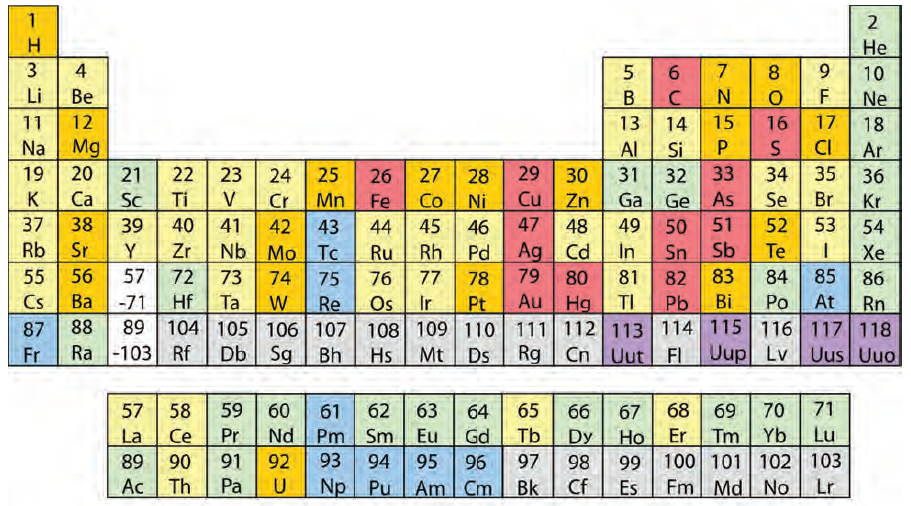 1 2
H He
3 4 5 6 7 8 9 10
Li Be B C N O F Ne
11 12 13 14 15 16 17 18
Na Mg Al Si P S Cl Ar
19 20 21 22 23 24 25 26 27 28 29 30 31 32 33 34 35 36
K Ca Sc Ti V Cr Mn Fe Co Ni Cu Zn Ga Ge As Se Br Kr
37 38 39 40 41 42 43 44 45 46 47 48 49 50 51 52 53 54
Rb Sr Y Zr Nb Mo Tc Ru Rh Pd Ag Cd In Sn Sb Te I Xe
55 56 57 72 73 74 75 76 77 78 79 80 81 82 83 84 85 86
Cs Ba -71 Hf Ta W Re Os Ir Pt Au Hg Tl Pb Bi Po At Rn
87 88 89 104 105 106 107 108 109 110 111 112 113 114 115 116 117 118
Fr Ra -103 Rf Db Sg Bh Hs Mt Ds Rg Cn Uut Fl Uup Lv Uus Uuo
57 58 59 60 61 62 63 64 65 66 67 68 69 70 71
La Ce Pr Nd Pm Sm Eu Gd Tb Dy Ho Er Tm Yb Lu
89 90 91 92 93 94 95 96 97 98 99 100 101 102 103
Ac Th Pa U Np Pu Am Cm Bk Cf Es Fm Md No Lr